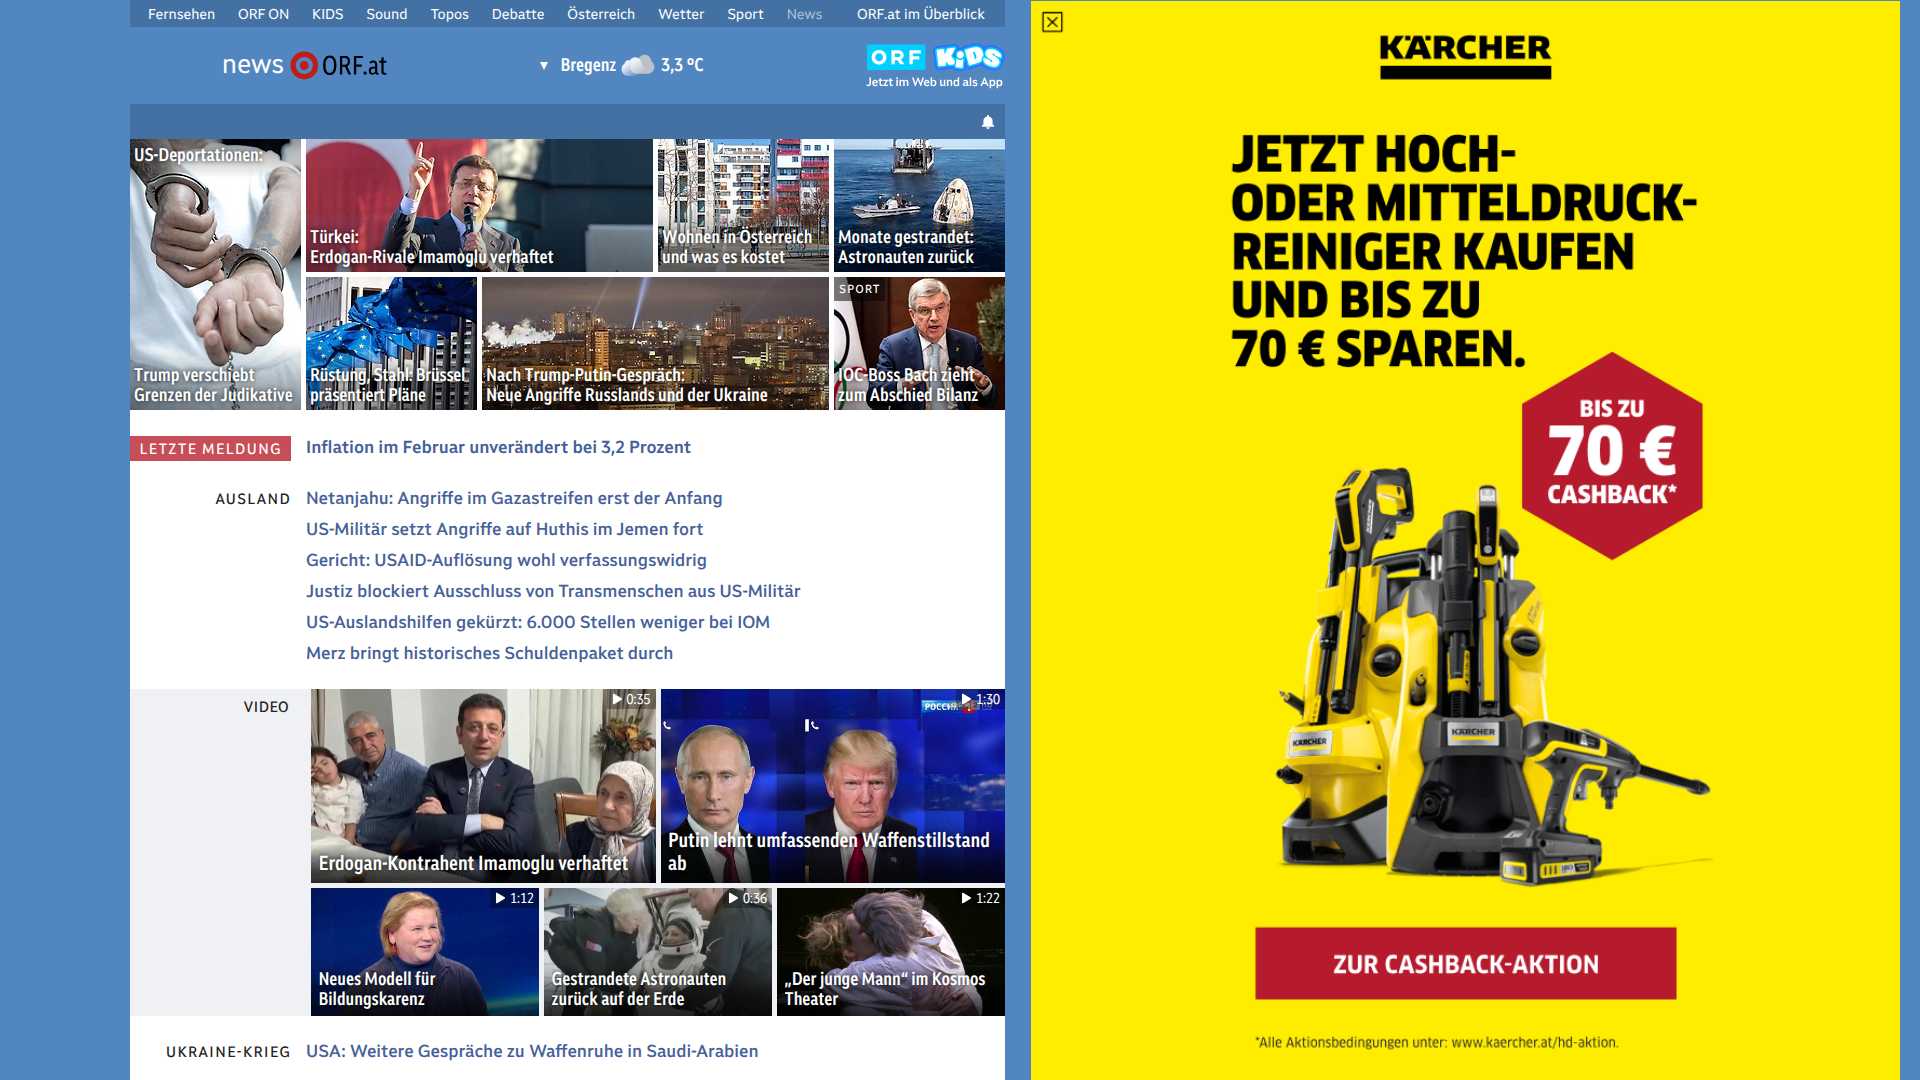 Fernsehen ORF ON KIDS Sound Topos Debatte Österreich Wetter Sport News ORF.at im Überblick
news ORF.at
▼ Bregenz 3,3 °C
ORF KiDS
Jetzt im Web und als App
US-Deportationen:
Trump verschiebt
Grenzen der Judikative
Türkei:
Erdogan-Rivale Imamoglu verhaftet
Wohnen in Österreich
und was es kostet
Monate gestrandet:
Astronauten zurück
Rüstung, Stahl: Brüssel
präsentiert Pläne
Nach Trump-Putin-Gespräch:
Neue Angriffe Russlands und der Ukraine
SPORT
IOC-Boss Bach zieht
zum Abschied Bilanz
LETZTE MELDUNG
Inflation im Februar unverändert bei 3,2 Prozent
AUSLAND
Netanjahu: Angriffe im Gazastreifen erst der Anfang
US-Militär setzt Angriffe auf Huthis im Jemen fort
Gericht: USAID-Auflösung wohl verfassungswidrig
Justiz blockiert Ausschluss von Transmenschen aus US-Militär
US-Auslandshilfen gekürzt: 6.000 Stellen weniger bei IOM
Merz bringt historisches Schuldenpaket durch
VIDEO
0:35
Erdogan-Kontrahent Imamoglu verhaftet
1:30
Putin lehnt umfassenden Waffenstillstand
ab
1:12
Neues Modell für
Bildungskarenz
0:36
Gestrandete Astronauten
zurück auf der Erde
1:22
„Der junge Mann“ im Kosmos
Theater
UKRAINE-KRIEG
USA: Weitere Gespräche zu Waffenruhe in Saudi-Arabien
KÄRCHER
JETZT HOCH-
ODER MITTELDRUCK-
REINIGER KAUFEN
UND BIS ZU
70 € SPAREN.
BIS ZU
70 €
CASHBACK*
KÄRCHER
KÄRCHER
ZUR CASHBACK-AKTION
*Alle Aktionsbedingungen unter: www.kaercher.at/hd-aktion.